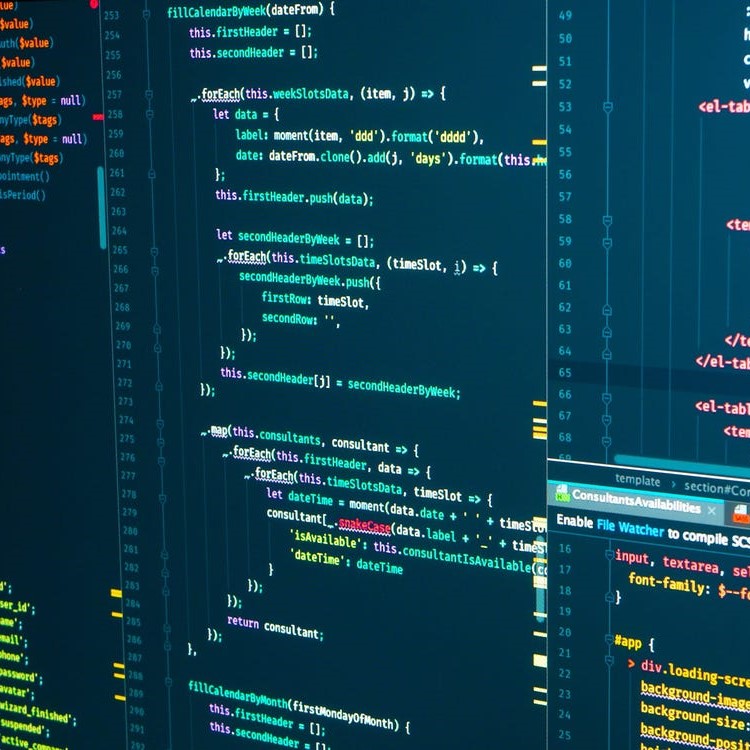 $value)
uth($value)
$value)
ished($value)
ags, $type = null)
nyType($tags)
ags, $type = null)
nyType($tags)
pointment()
isPeriod()
s
d';
ser_id';
ame';
mail';
phone';
password';
avatar';
wizard_finished';
suspended';
253 fillCalendarByWeek(dateFrom) {
254 this.firstHeader = [];
255 this.secondHeader = [];
256
257 _.forEach(this.weekSlotsData, (item, j) => {
258 let data = {
259 label: moment(item, 'ddd').format('dddd'),
260 date: dateFrom.clone().add(j, 'days').format(this.
261 };
262 this.firstHeader.push(data);
263
264 let secondHeaderByWeek = [];
265 _.forEach(this.timeSlotsData, (timeSlot, i) => {
266 secondHeaderByWeek.push({
267 firstRow: timeSlot,
268 secondRow: '',
269 });
270 });
271 this.secondHeader[j] = secondHeaderByWeek;
272 });
273
274 _.map(this.consultants, consultant => {
275 _.forEach(this.firstHeader, data => {
276 _.forEach(this.timeSlotsData, timeSlot => {
277 let dateTime = moment(data.date + ' ' + timeSlo
278 consultant[_.snakeCase(data.label + '_' + timeS
279 'isAvailable': this.consultantIsAvailable(co
280 'dateTime': dateTime
281 }
282 });
283 });
284 return consultant;
285 });
286 },
287
288 fillCalendarByMonth(firstMondayOfMonth) {
289 this.firstHeader = [];
290 this.secondHeader = [];
49
50
51
52
53 <el-tab
54
55
56
57
58 <tem
59
60
61
62
63 </te
64 </el-tab
65
66 <el-tabl
67 <tem
68
69
template > section#Con
ConsultantsAvailabilities ×
Enable File Watcher to compile SCS
16 input, textarea, sel
17 font-family: $--fo
18 }
19
20 #app {
21 > div.loading-scre
22 background-image
23 background-size:
24 background-posi
25